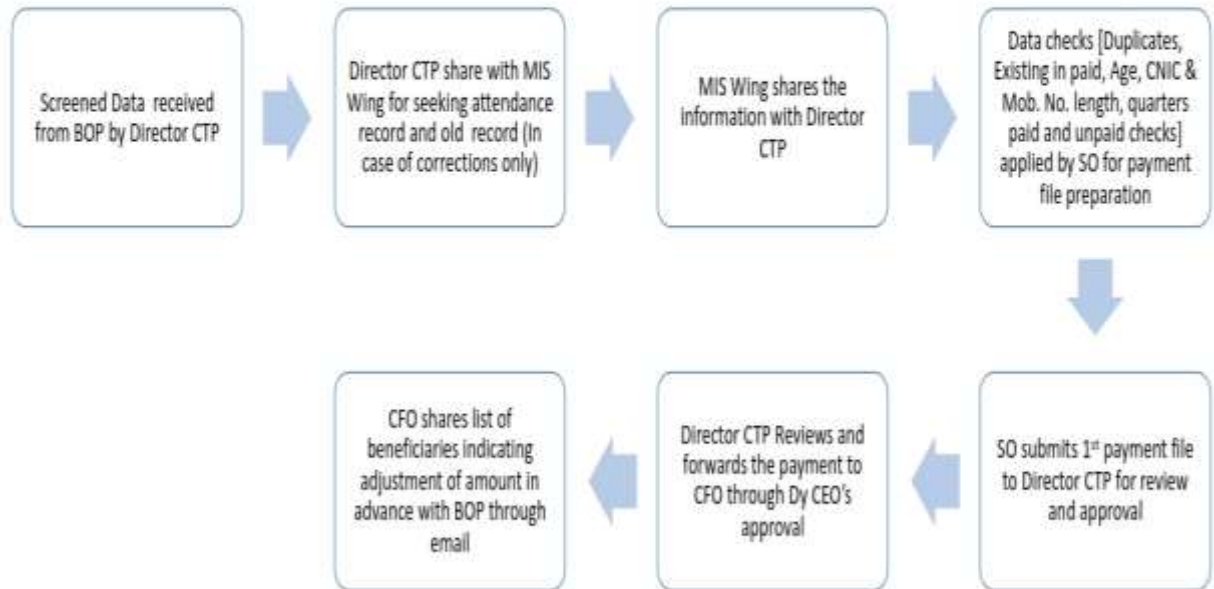 Screened Data received
from BOP by Director CTP
Director CTP share with MIS
Wing for seeking attendance
record and old record (In
case of corrections only)
MIS Wing shares the
information with Director
CTP
Data checks [Duplicates,
Existing in paid, Age, CNIC &
Mob. No. length, quarters
paid and unpaid checks]
applied by SO for payment
file preparation
SO submits 1st payment file
to Director CTP for review
and approval
Director CTP Reviews and
forwards the payment to
CFO through Dy CEO's
approval
CFO shares list of
beneficiaries indicating
adjustment of amount in
advance with BOP through
email